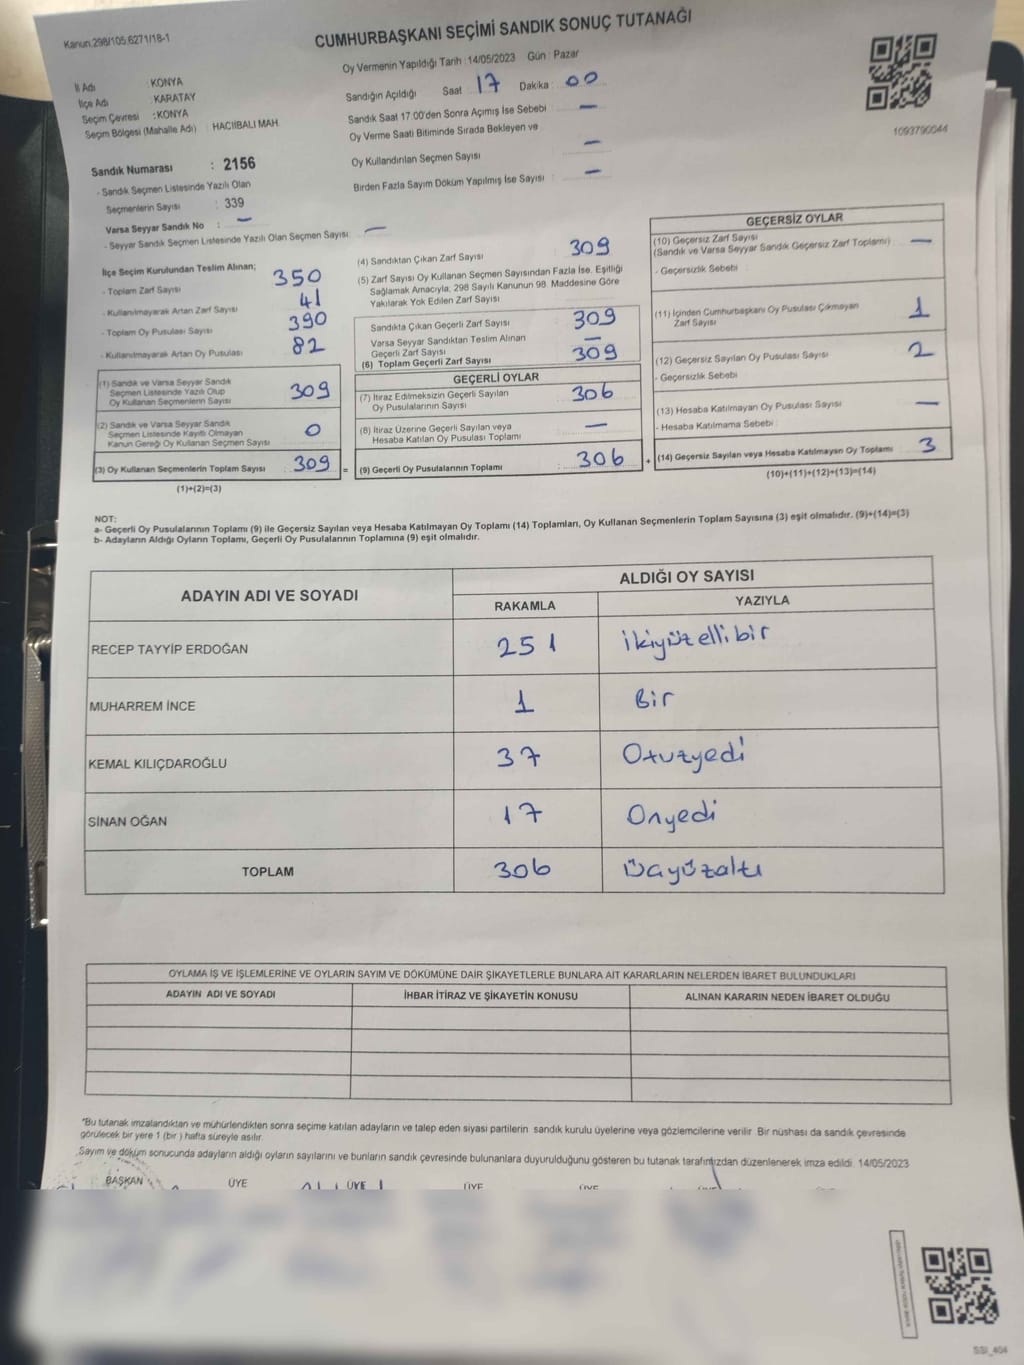 Kanun,298/105,6271/18-1
CUMHURBAŞKANI SEÇİMİ SANDIK SONUÇ TUTANAĞI
Oy Vermenin Yapıldığı Tarih :14/05/2023 Gün : Pazar
İl Adı : KONYA
İlçe Adı : KARATAY
Seçim Çevresi : KONYA
Seçim Bölgesi (Mahalle Adı) HACIİBALI MAH.
Sandığın Açıldığı Saat 17 Dakika : 00
Sandık Saat 17.00'den Sonra Açımış İse Sebebi —
Oy Verme Saati Bitiminde Sırada Bekleyen ve
Oy Kullandırılan Seçmen Sayısı —
Birden Fazla Sayım Döküm Yapılmış İse Sayısı : —
1093790044
Sandık Numarası : 2156
- Sandık Seçmen Listesinde Yazılı Olan
Seçmenlerin Sayısı : 339
Varsa Seyyar Sandık No : —
- Seyyar Sandık Seçmen Listesinde Yazılı Olan Seçmen Sayısı —
İlçe Seçim Kurulundan Teslim Alınan;
- Toplam Zarf Sayısı 350
- Kullanılmayarak Artan Zarf Sayısı 41
- Toplam Oy Pusulası Sayısı 390
- Kullanılmayarak Artan Oy Pusulası 82
(1) Sandık ve Varsa Seyyar Sandık
Seçmen Listesinde Yazılı Olup
Oy Kullanan Seçmenlerin Sayısı 309
(2) Sandık ve Varsa Seyyar Sandık
Seçmen Listesinde Kayıtlı Olmayan
Kanun Gereği Oy Kullanan Seçmen Sayısı 0
(3) Oy Kullanan Seçmenlerin Toplam Sayısı 309 =
(1)+(2)=(3)
(4) Sandıktan Çıkan Zarf Sayısı 309
(5) Zarf Sayısı Oy Kullanan Seçmen Sayısından Fazla İse, Eşitliği
Sağlamak Amacıyla; 298 Sayılı Kanunun 98. Maddesine Göre
Yakılarak Yok Edilen Zarf Sayısı
Sandıkta Çıkan Geçerli Zarf Sayısı 309
Varsa Seyyar Sandıktan Teslim Alınan
Geçerli Zarf Sayısı —
(6) Toplam Geçerli Zarf Sayısı 309
GEÇERLİ OYLAR
(7) İtiraz Edilmeksizin Geçerli Sayılan
Oy Pusulalarının Sayısı 306
(8) İtiraz Üzerine Geçerli Sayılan veya
Hesaba Katılan Oy Pusulası Toplamı —
(9) Geçerli Oy Pusulalarının Toplamı : 306 +
GEÇERSİZ OYLAR
(10) Geçersiz Zarf Sayısı
(Sandık ve Varsa Seyyar Sandık Geçersiz Zarf Toplamı) —
- Geçersizlik Sebebi :
(11) İçinden Cumhurbaşkanı Oy Pusulası Çıkmayan
Zarf Sayısı 1
(12) Geçersiz Sayılan Oy Pusulası Sayısı 2
- Geçersizlik Sebebi
(13) Hesaba Katılmayan Oy Pusulası Sayısı —
- Hesaba Katılmama Sebebi :
(14) Geçersiz Sayılan veya Hesaba Katılmayan Oy Toplamı 3
(10)+(11)+(12)+(13)=(14)
NOT:
a- Geçerli Oy Pusulalarının Toplamı (9) ile Geçersiz Sayılan veya Hesaba Katılmayan Oy Toplamı (14) Toplamları, Oy Kullanan Seçmenlerin Toplam Sayısına (3) eşit olmalıdır. (9)+(14)=(3)
b- Adayların Aldığı Oyların Toplamı, Geçerli Oy Pusulalarının Toplamına (9) eşit olmalıdır.
ADAYIN ADI VE SOYADI ALDIĞI OY SAYISI
RAKAMLA YAZIYLA
RECEP TAYYİP ERDOĞAN 251 İkiyüzellibir
MUHARREM İNCE 1 Bir
KEMAL KILIÇDAROĞLU 37 Otuzyedi
SİNAN OĞAN 17 Onyedi
TOPLAM 306 Üçyüzaltı
OYLAMA İŞ VE İŞLEMLERİNE VE OYLARIN SAYIM VE DÖKÜMÜNE DAİR ŞİKAYETLERLE BUNLARA AİT KARARLARIN NELERDEN İBARET BULUNDUKLARI
ADAYIN ADI VE SOYADI İHBAR İTİRAZ VE ŞİKAYETİN KONUSU ALINAN KARARIN NEDEN İBARET OLDUĞU
*Bu tutanak imzalandıktan ve mühürlendikten sonra seçime katılan adayların ve talep eden siyasi partilerin sandık kurulu üyelerine veya gözlemcilerine verilir. Bir nüshası da sandık çevresinde
görülecek bir yere 1 (bir ) hafta süreyle asılır.
Sayım ve döküm sonucunda adayların aldığı oyların sayılarını ve bunların sandık çevresinde bulunanlara duyurulduğunu gösteren bu tutanak tarafımızdan düzenlenerek imza edildi. 14/05/2023
BAŞKAN ÜYE ÜYE ÜYE ÜYE
SSİ_404